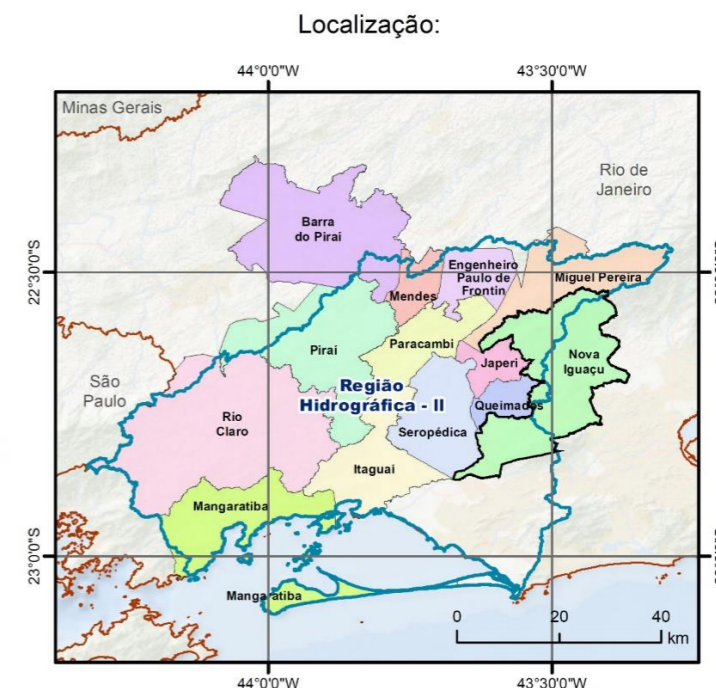 Localização:
44°0'0"W
43°30'0"W
Minas Gerais
Rio de
Janeiro
Barra
do Piraí
22°30'0"S
Engenheiro
Paulo de
Frontin
Miguel Pereira
Mendes
Piraí
Paracambi
Japeri
Nova
Iguaçu
São
Paulo
Região
Hidrográfica - II
Queimados
Rio
Claro
Seropédica
Itaguaí
Mangaratiba
23°0'0"S
Mangaratiba
0 20 40
km
44°0'0"W
43°30'0"W